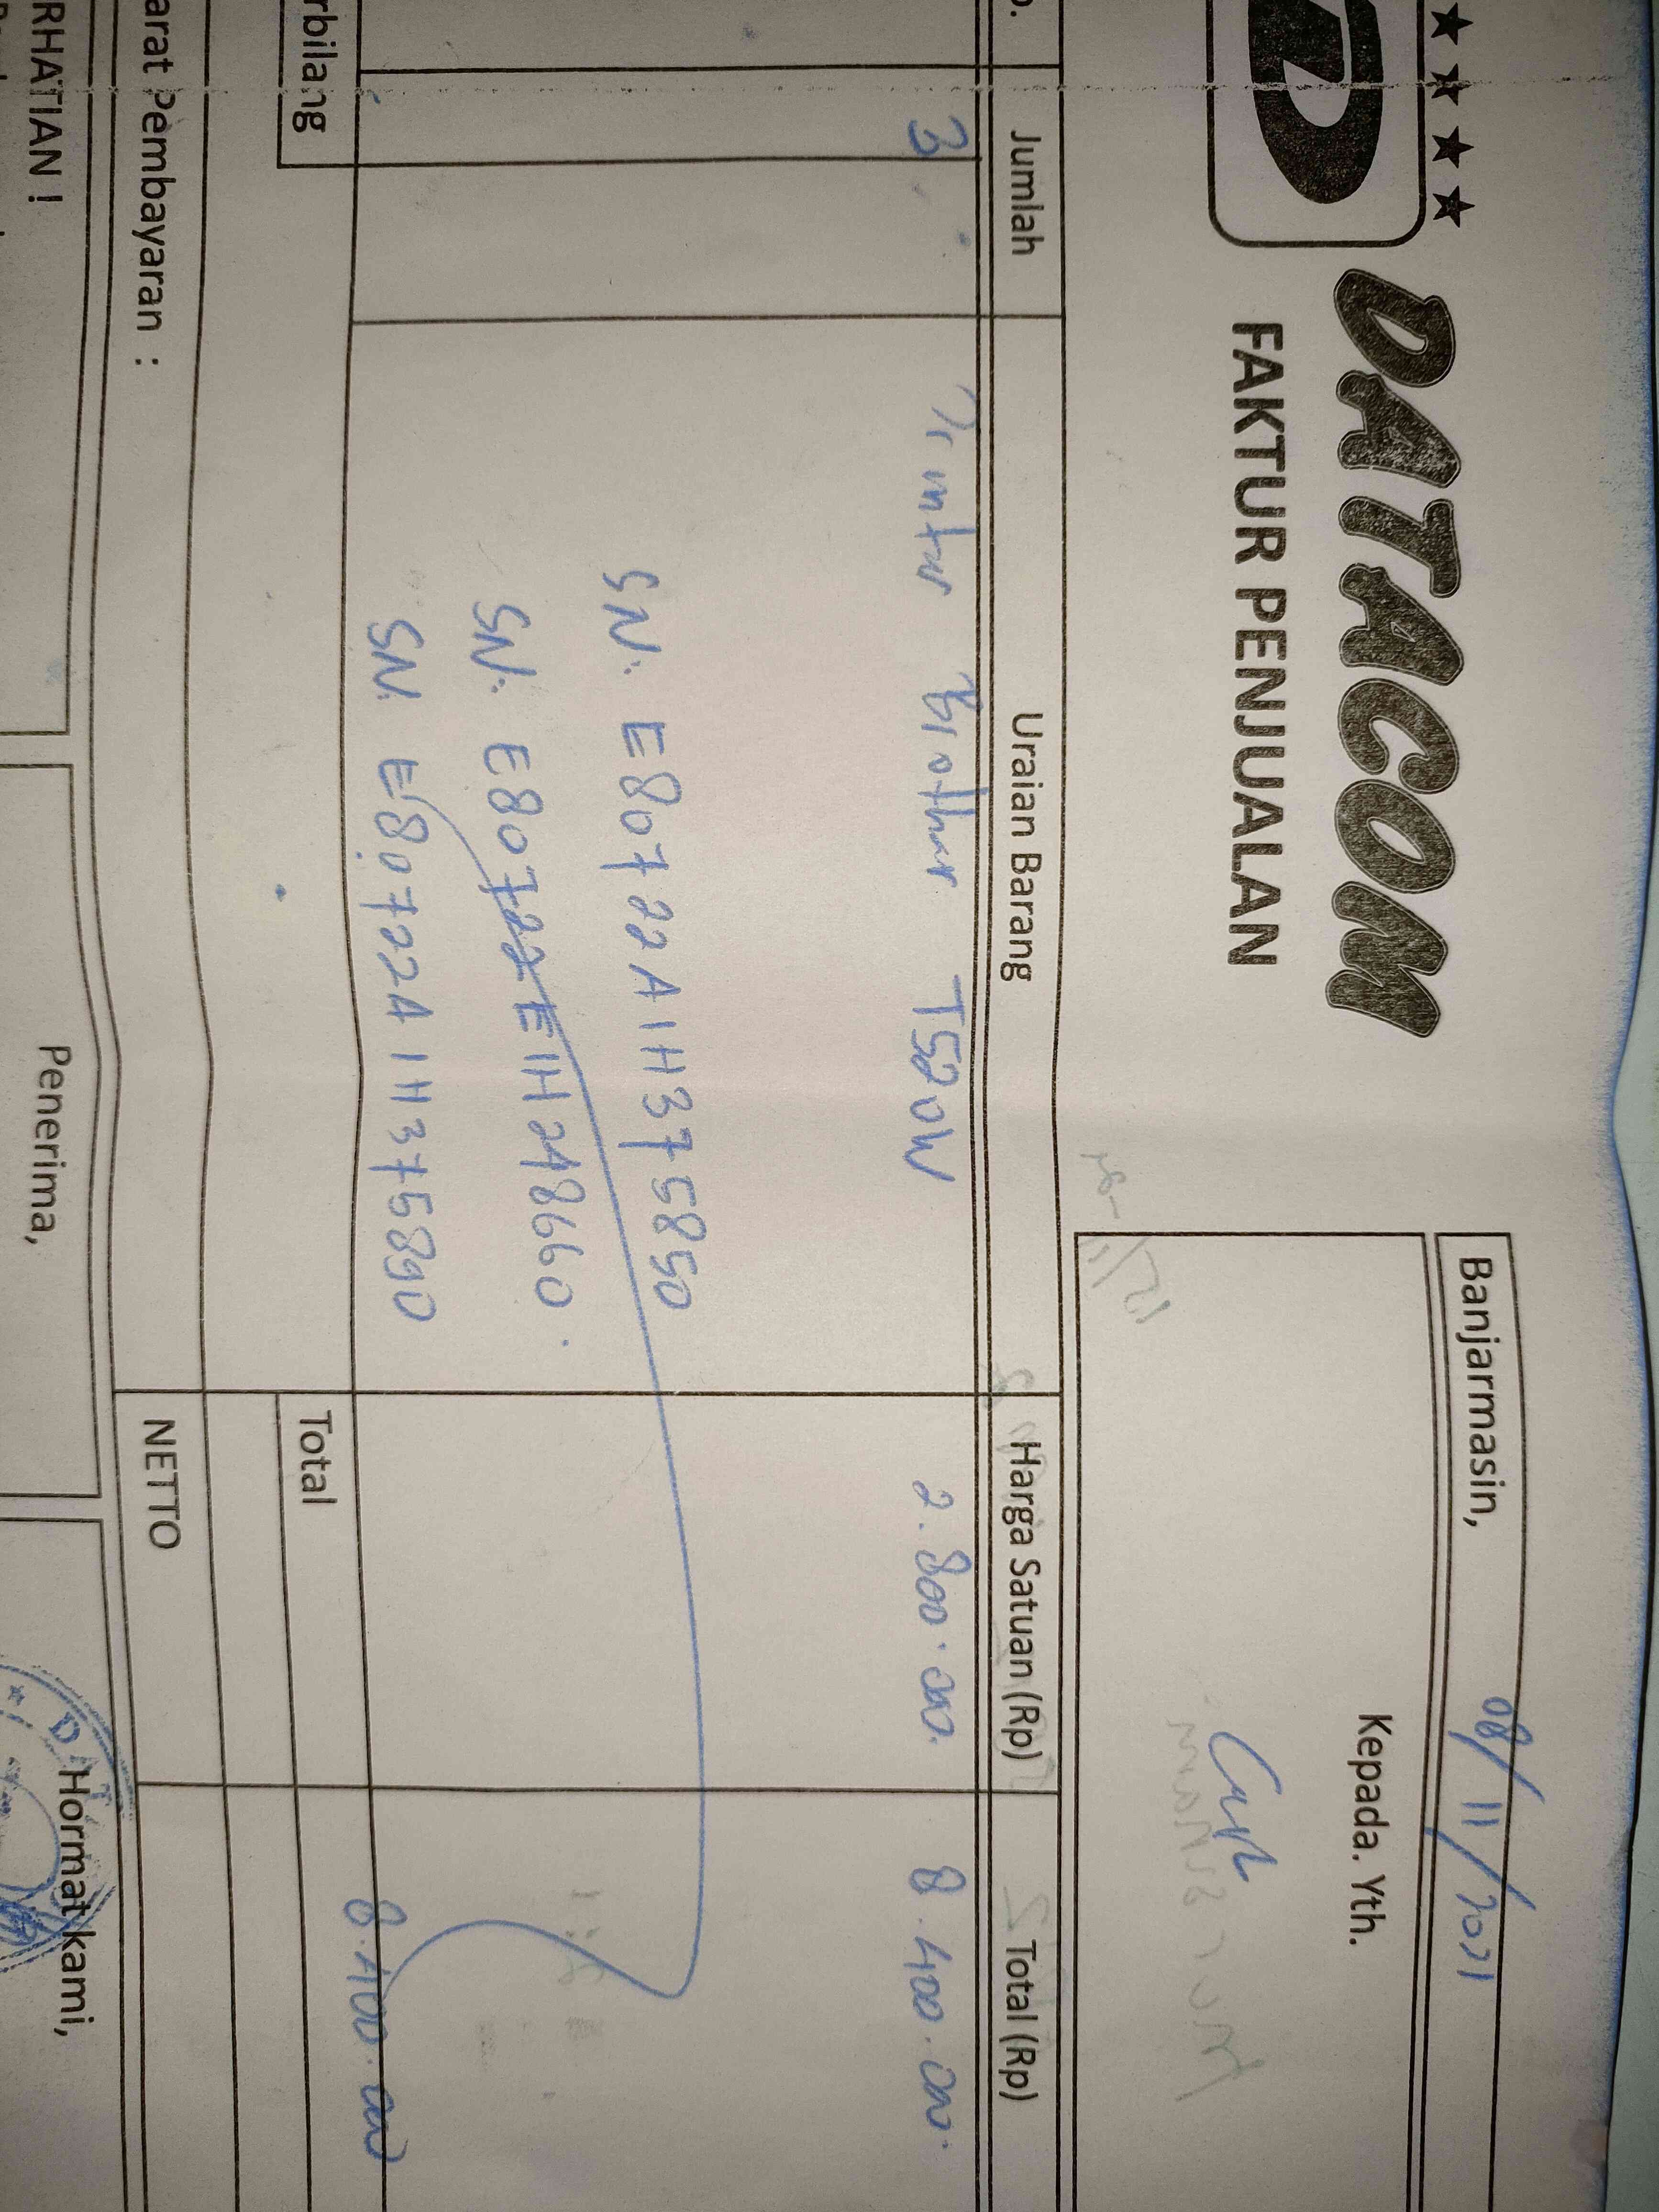 DATACOM
FAKTUR PENJUALAN
Banjarmasin, 08/11/2021
Kepada. Yth.
Jumlah Uraian Barang Harga Satuan (Rp) Total (Rp)
3 Printer Brother T520W 2.800.000. 8.400.000.
SN: E80722A1H375850
SN: E80722E1H248660.
SN: E80722A1H375890
rbilang Total 8.400.000
arat Pembayaran : NETTO
RHATIAN ! Penerima, Hormat kami,
DAT